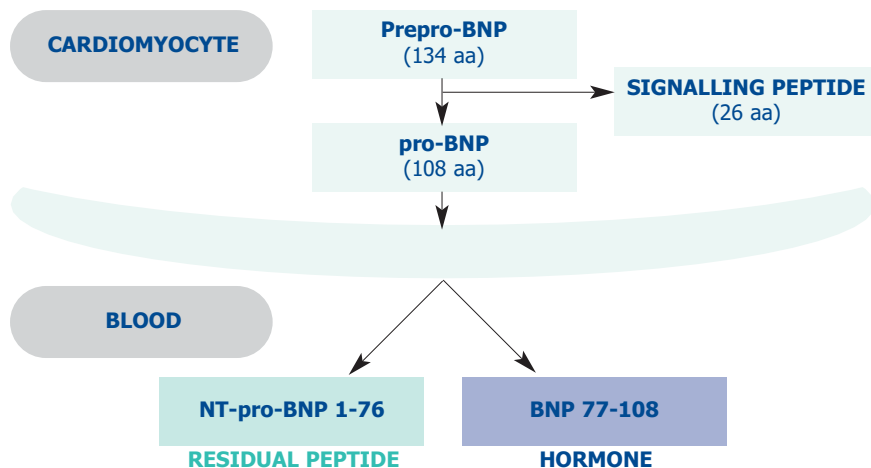 CARDIOMYOCYTE
Prepro-BNP
(134 aa)
SIGNALLING PEPTIDE
(26 aa)
pro-BNP
(108 aa)
BLOOD
NT-pro-BNP 1-76
BNP 77-108
RESIDUAL PEPTIDE
HORMONE